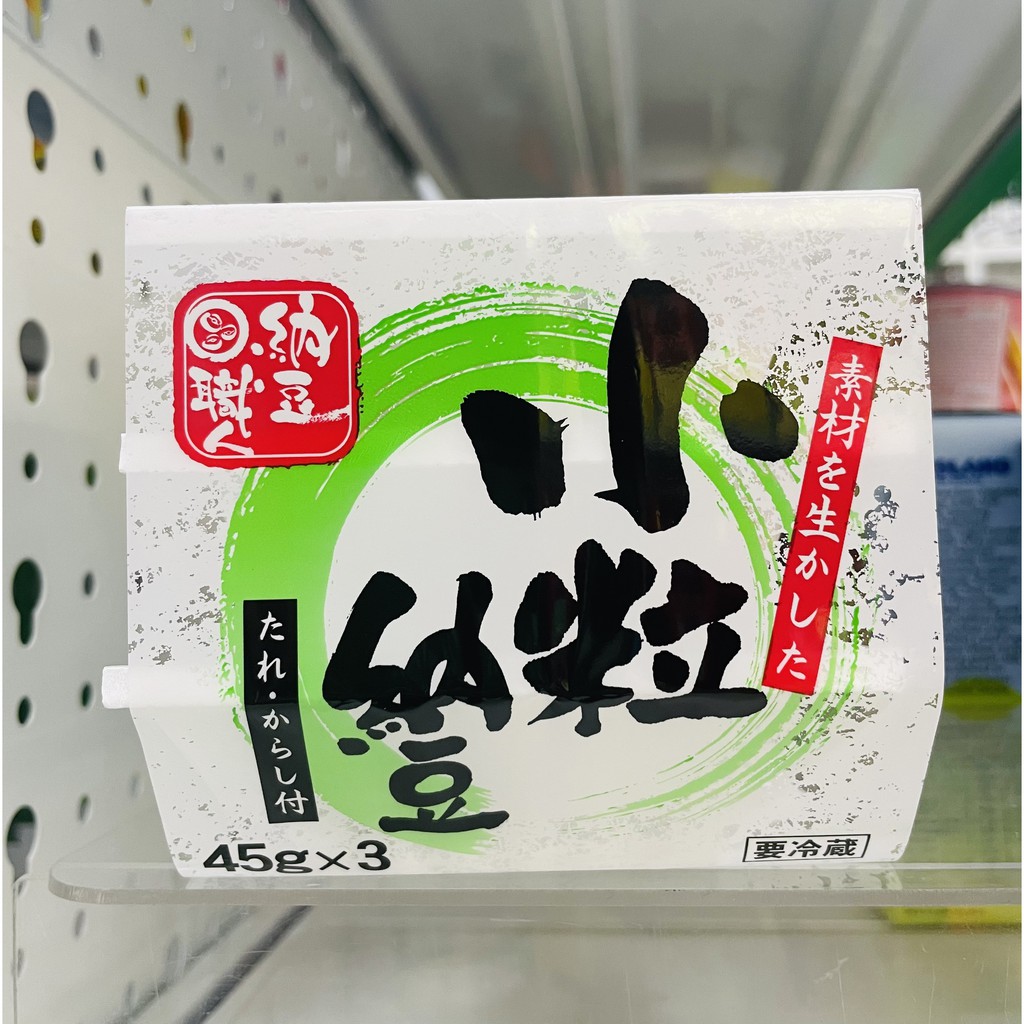 納豆
職人
小粒
納豆
素材を生かした
たれ・からし付
45g×3
要冷蔵